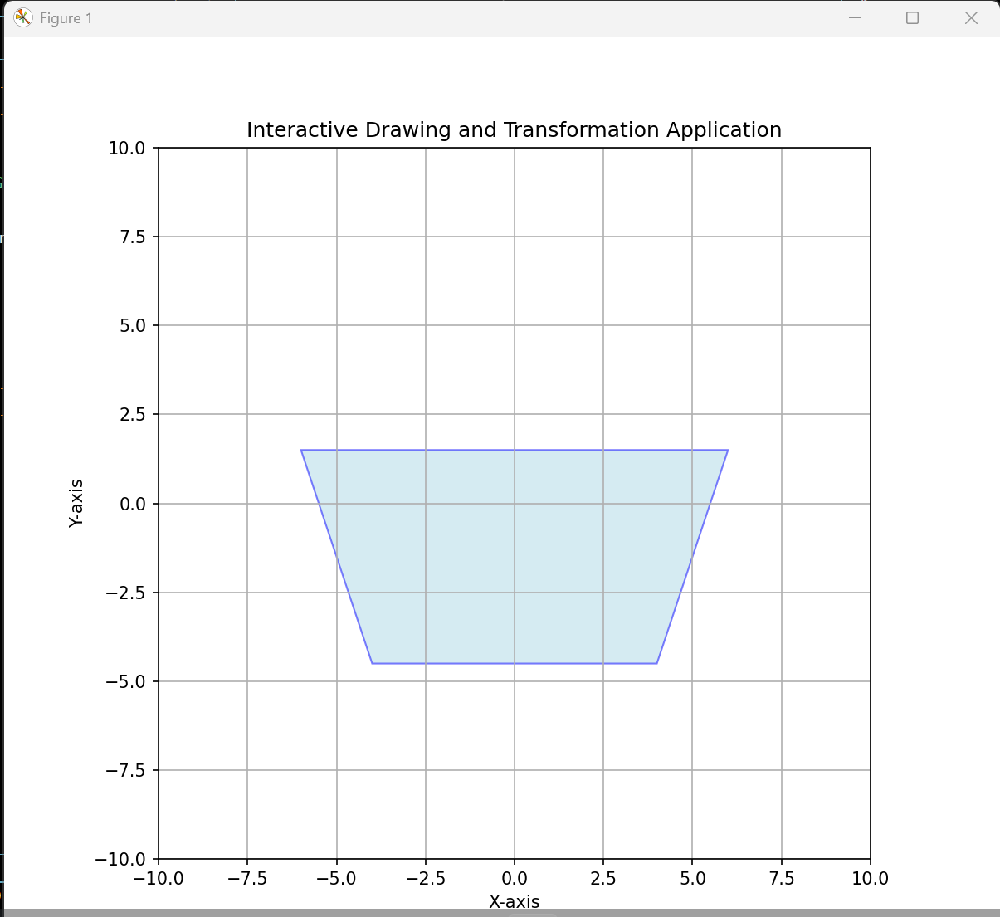 Figure 1
Interactive Drawing and Transformation Application
10.0
7.5
5.0
2.5
0.0
−2.5
−5.0
−7.5
−10.0
Y-axis
−10.0 −7.5 −5.0 −2.5 0.0 2.5 5.0 7.5 10.0
X-axis